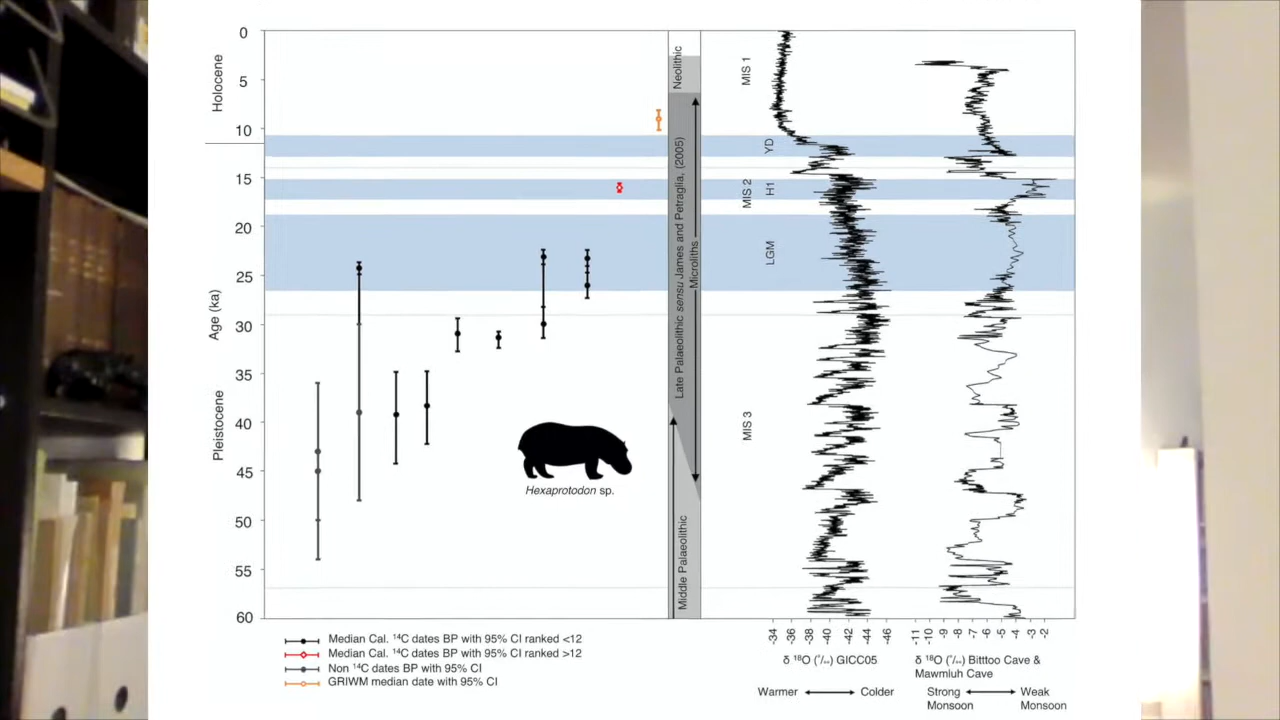 0
5
10
15
20
25
30
35
40
45
50
55
60
Holocene
Age (ka)
Pleistocene
Neolithic
Late Palaeolithic sensu James and Petraglia, (2005)
Microliths
Middle Palaeolithic
Hexaprotodon sp.
MIS 1
YD
MIS 2
H1
LGM
MIS 3
-34
-36
-38
-40
-42
-44
-46
-11
-10
-9
-8
-7
-6
-5
-4
-3
-2
Median Cal. ¹⁴C dates BP with 95% CI ranked <12
Median Cal. ¹⁴C dates BP with 95% CI ranked >12
Non ¹⁴C dates BP with 95% CI
GRIWM median date with 95% CI
δ ¹⁸O (°/..) GICC05
Warmer
Colder
δ ¹⁸O (°/..) Bitttoo Cave &
Mawmluh Cave
Strong
Monsoon
Weak
Monsoon